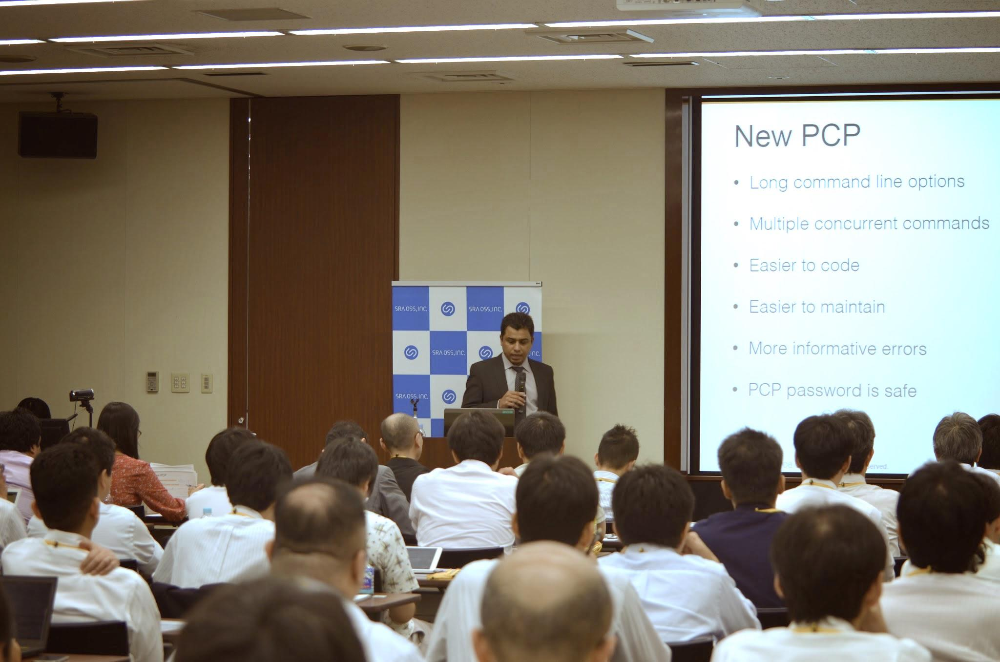 New PCP
• Long command line options
• Multiple concurrent commands
• Easier to code
• Easier to maintain
• More informative errors
• PCP password is safe
SRA OSS, INC.
SRA OSS, INC.
SRA OSS, INC.
, INC.
SRA OSS, INC.